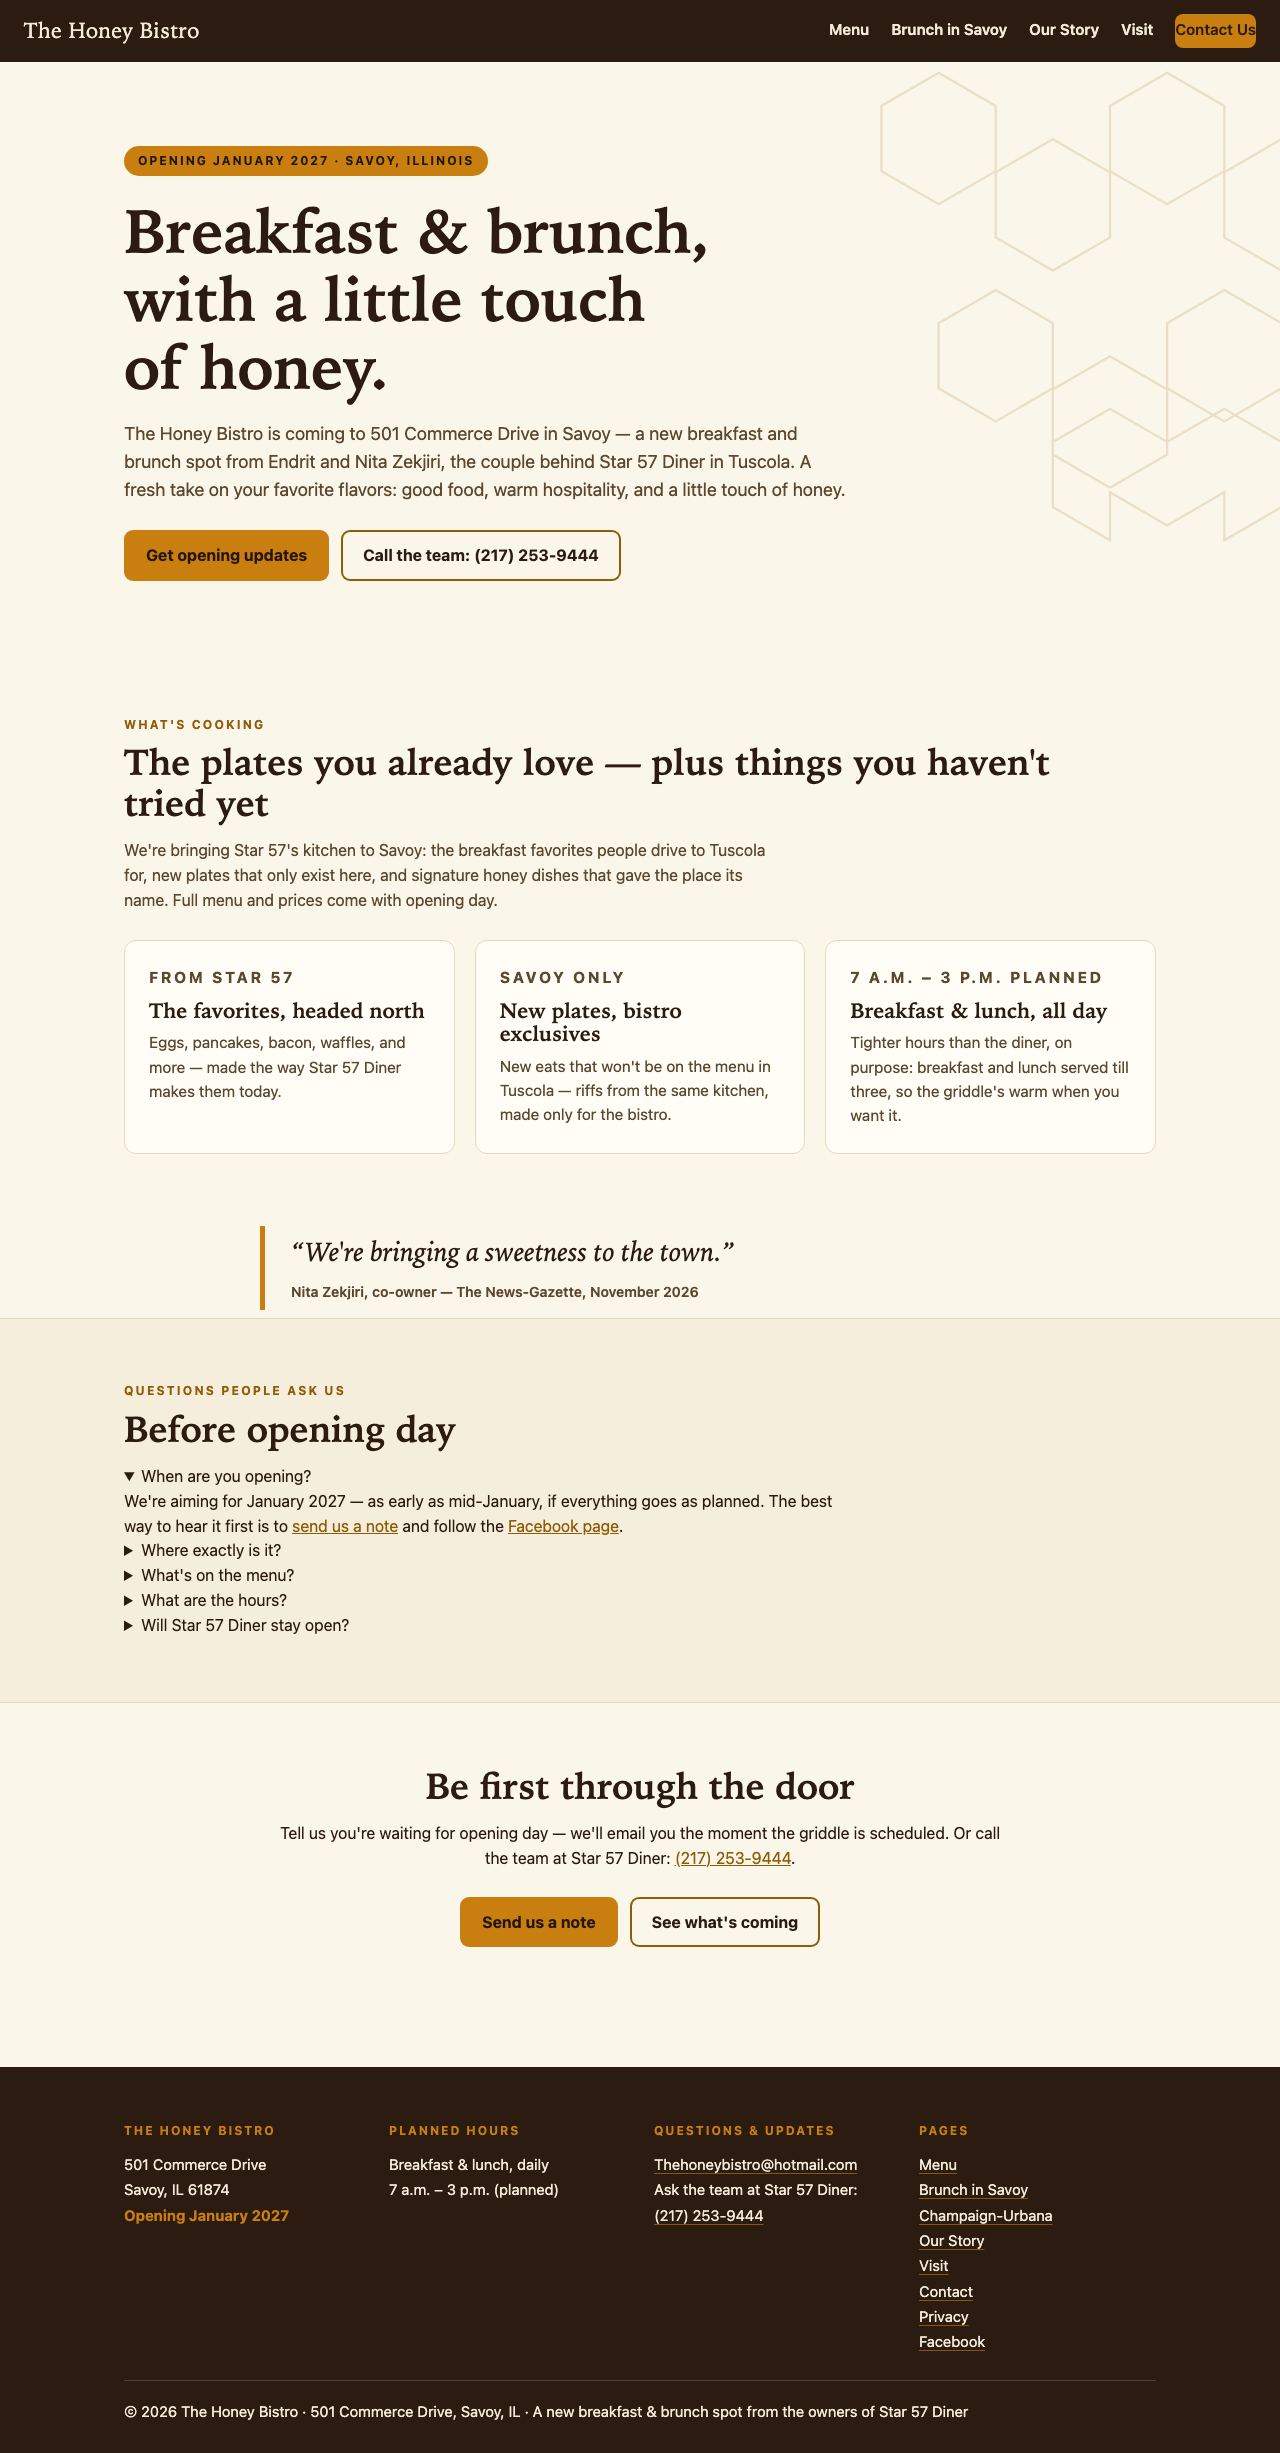 The Honey Bistro
Menu
Brunch in Savoy
Our Story
Visit
Contact Us
OPENING JANUARY 2027 · SAVOY, ILLINOIS
Breakfast & brunch,
with a little touch
of honey.
The Honey Bistro is coming to 501 Commerce Drive in Savoy — a new breakfast and
brunch spot from Endrit and Nita Zekjiri, the couple behind Star 57 Diner in Tuscola. A
fresh take on your favorite flavors: good food, warm hospitality, and a little touch of honey.
Get opening updates
Call the team: (217) 253-9444
WHAT'S COOKING
The plates you already love — plus things you haven't
tried yet
We're bringing Star 57's kitchen to Savoy: the breakfast favorites people drive to Tuscola
for, new plates that only exist here, and signature honey dishes that gave the place its
name. Full menu and prices come with opening day.
FROM STAR 57
The favorites, headed north
Eggs, pancakes, bacon, waffles, and
more — made the way Star 57 Diner
makes them today.
SAVOY ONLY
New plates, bistro
exclusives
New eats that won't be on the menu in
Tuscola — riffs from the same kitchen,
made only for the bistro.
7 A.M. – 3 P.M. PLANNED
Breakfast & lunch, all day
Tighter hours than the diner, on
purpose: breakfast and lunch served till
three, so the griddle's warm when you
want it.
“We're bringing a sweetness to the town.”
Nita Zekjiri, co-owner — The News-Gazette, November 2026
QUESTIONS PEOPLE ASK US
Before opening day
▼ When are you opening?
We're aiming for January 2027 — as early as mid-January, if everything goes as planned. The best
way to hear it first is to send us a note and follow the Facebook page.
▶ Where exactly is it?
▶ What's on the menu?
▶ What are the hours?
▶ Will Star 57 Diner stay open?
Be first through the door
Tell us you're waiting for opening day — we'll email you the moment the griddle is scheduled. Or call
the team at Star 57 Diner: (217) 253-9444.
Send us a note
See what's coming
THE HONEY BISTRO
501 Commerce Drive
Savoy, IL 61874
Opening January 2027
PLANNED HOURS
Breakfast & lunch, daily
7 a.m. – 3 p.m. (planned)
QUESTIONS & UPDATES
Thehoneybistro@hotmail.com
Ask the team at Star 57 Diner:
(217) 253-9444
PAGES
Menu
Brunch in Savoy
Champaign-Urbana
Our Story
Visit
Contact
Privacy
Facebook
© 2026 The Honey Bistro · 501 Commerce Drive, Savoy, IL · A new breakfast & brunch spot from the owners of Star 57 Diner